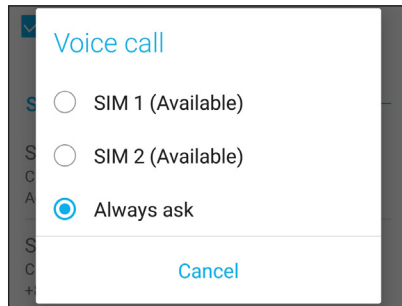 Voice call
SIM 1 (Available)
SIM 2 (Available)
Always ask
Cancel